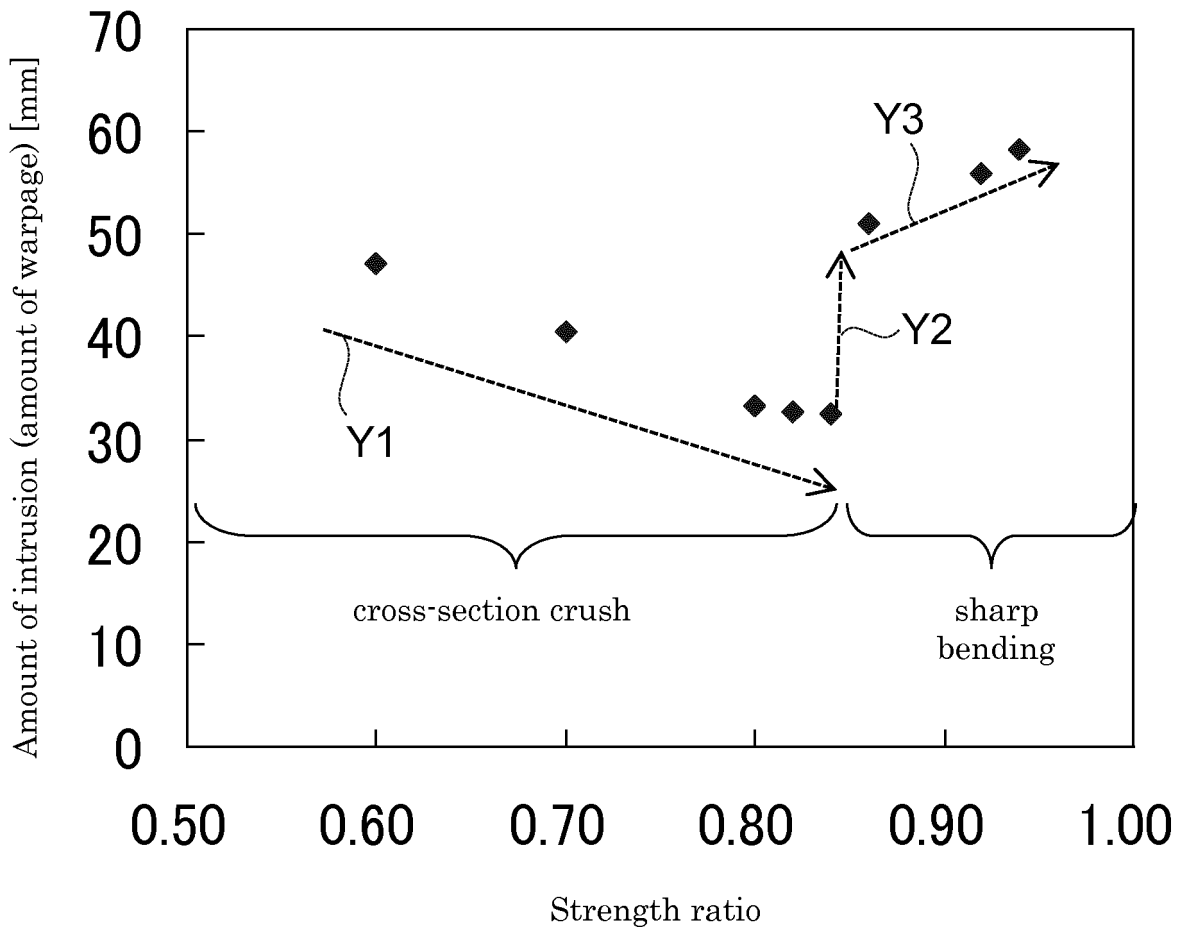 70
60
50
40
30
20
10
0
Amount of intrusion (amount of warpage) [mm]
Y3
Y2
Y1
cross-section crush
sharp
bending
0.50 0.60 0.70 0.80 0.90 1.00
Strength ratio